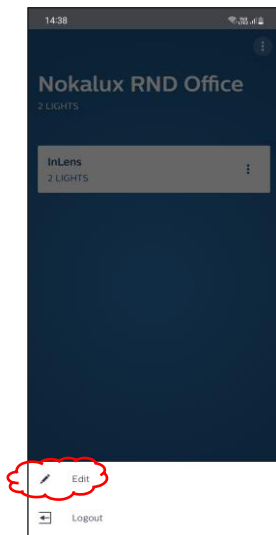 14:38
Nokalux RND Office
2 LIGHTS
InLens
2 LIGHTS
Edit
Logout